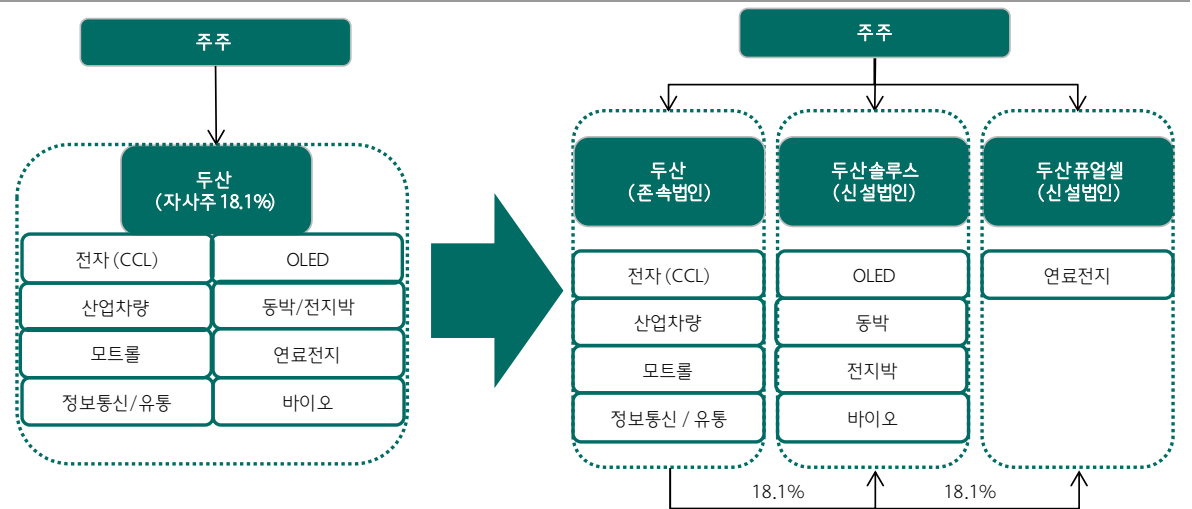 주주
두산
(자사주 18.1%)
전자 (CCL)
OLED
산업차량
동박/전지박
모트롤
연료전지
정보통신/유통
바이오
주주
두산
(존속법인)
두산솔루스
(신설법인)
두산퓨얼셀
(신설법인)
전자 (CCL)
OLED
연료전지
산업차량
동박
모트롤
전지박
정보통신 / 유통
바이오
18.1%
18.1%